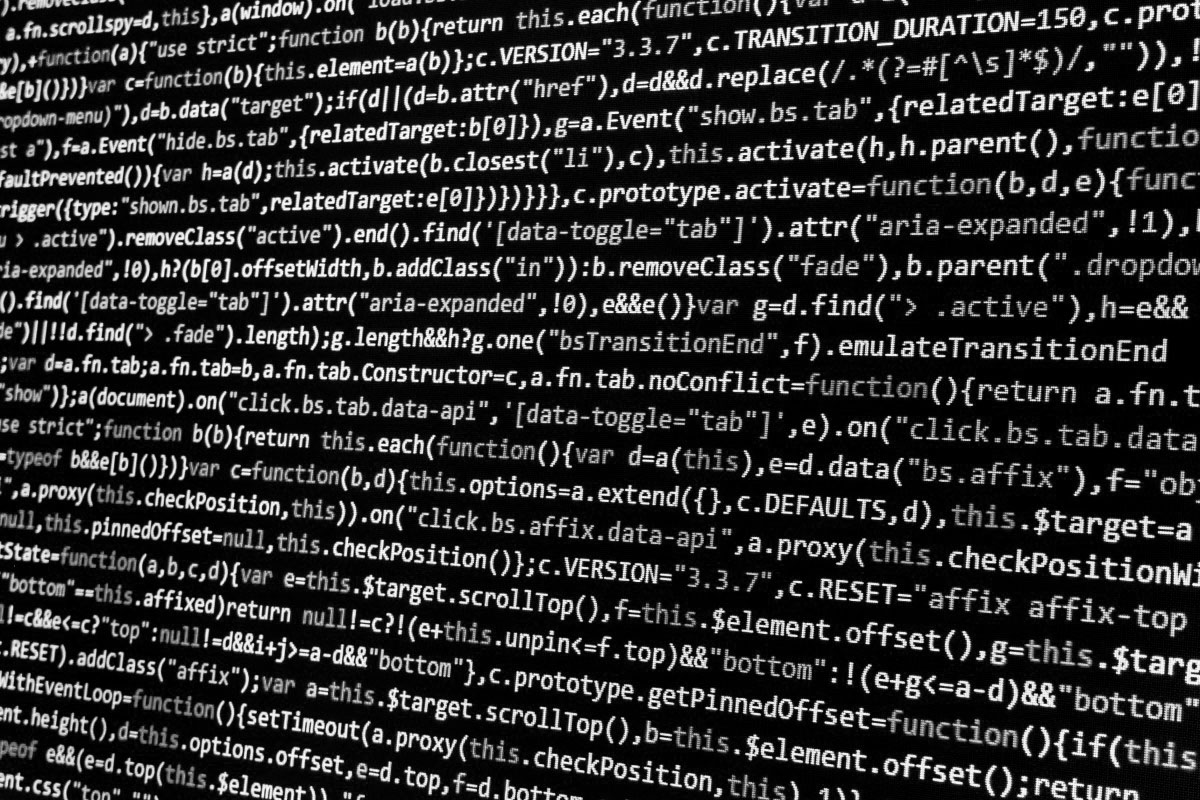 a.fn.scrollspy=d,this},a(window).on(
),+function(a){"use strict";function b(b){return this.each(function(){var
&e[b]()})}var c=function(b){this.element=a(b)};c.VERSION="3.3.7",c.TRANSITION_DURATION=150,c.prot
ropdown-menu)"),d=b.data("target");if(d||(d=b.attr("href"),d=d&&d.replace(/.*(?=#[^\s]*$)/,"")),!
st a"),f=a.Event("hide.bs.tab",{relatedTarget:b[0]}),g=a.Event("show.bs.tab",{relatedTarget:e[0]
faultPrevented()){var h=a(d);this.activate(b.closest("li"),c),this.activate(h,h.parent(),functio
rigger({type:"shown.bs.tab",relatedTarget:e[0]})})}}},c.prototype.activate=function(b,d,e){func
> .active").removeClass("active").end().find('[data-toggle="tab"]').attr("aria-expanded",!1),
ria-expanded",!0),h?(b[0].offsetWidth,b.addClass("in")):b.removeClass("fade"),b.parent(".dropdow
().find('[data-toggle="tab"]').attr("aria-expanded",!0),e&&e()}var g=d.find("> .active"),h=e&&
de")||!!d.find("> .fade").length);g.length&&h?g.one("bsTransitionEnd",f).emulateTransitionEnd
;var d=a.fn.tab;a.fn.tab=b,a.fn.tab.Constructor=c,a.fn.tab.noConflict=function(){return a.fn.t
"show")};a(document).on("click.bs.tab.data-api",'[data-toggle="tab"]',e).on("click.bs.tab.data
se strict";function b(b){return this.each(function(){var d=a(this),e=d.data("bs.affix"),f="ob
=typeof b&&e[b]()})}var c=function(b,d){this.options=a.extend({},c.DEFAULTS,d),this.$target=a
",a.proxy(this.checkPosition,this)).on("click.bs.affix.data-api",a.proxy(this.checkPositionWi
null,this.pinnedOffset=null,this.checkPosition()};c.VERSION="3.3.7",c.RESET="affix affix-top
tState=function(a,b,c,d){var e=this.$target.scrollTop(),f=this.$element.offset(),g=this.$targ
"bottom"==this.affixed)return null!=c?!(e+this.unpin<=f.top)&&"bottom":!(e+g<=a-d)&&"bottom"
l!=c&&e<=c?"top":null!=d&&i+j>=a-d&&"bottom"},c.prototype.getPinnedOffset=function(){if(this
.RESET).addClass("affix");var a=this.$target.scrollTop(),b=this.$element.offset();return
WithEventLoop=function(){setTimeout(a.proxy(this.checkPosition,this),1)}
ent.height(),d=this.options.offset,e=d.top,f=d.bottom
peof e&&(e=d.top(this.$element)),"
ent.css("top","")